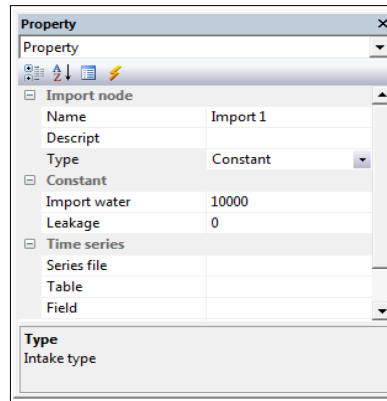 Property
Property
Import node
Name Import 1
Descript
Type Constant
Constant
Import water 10000
Leakage 0
Time series
Series file
Table
Field
Type
Intake type